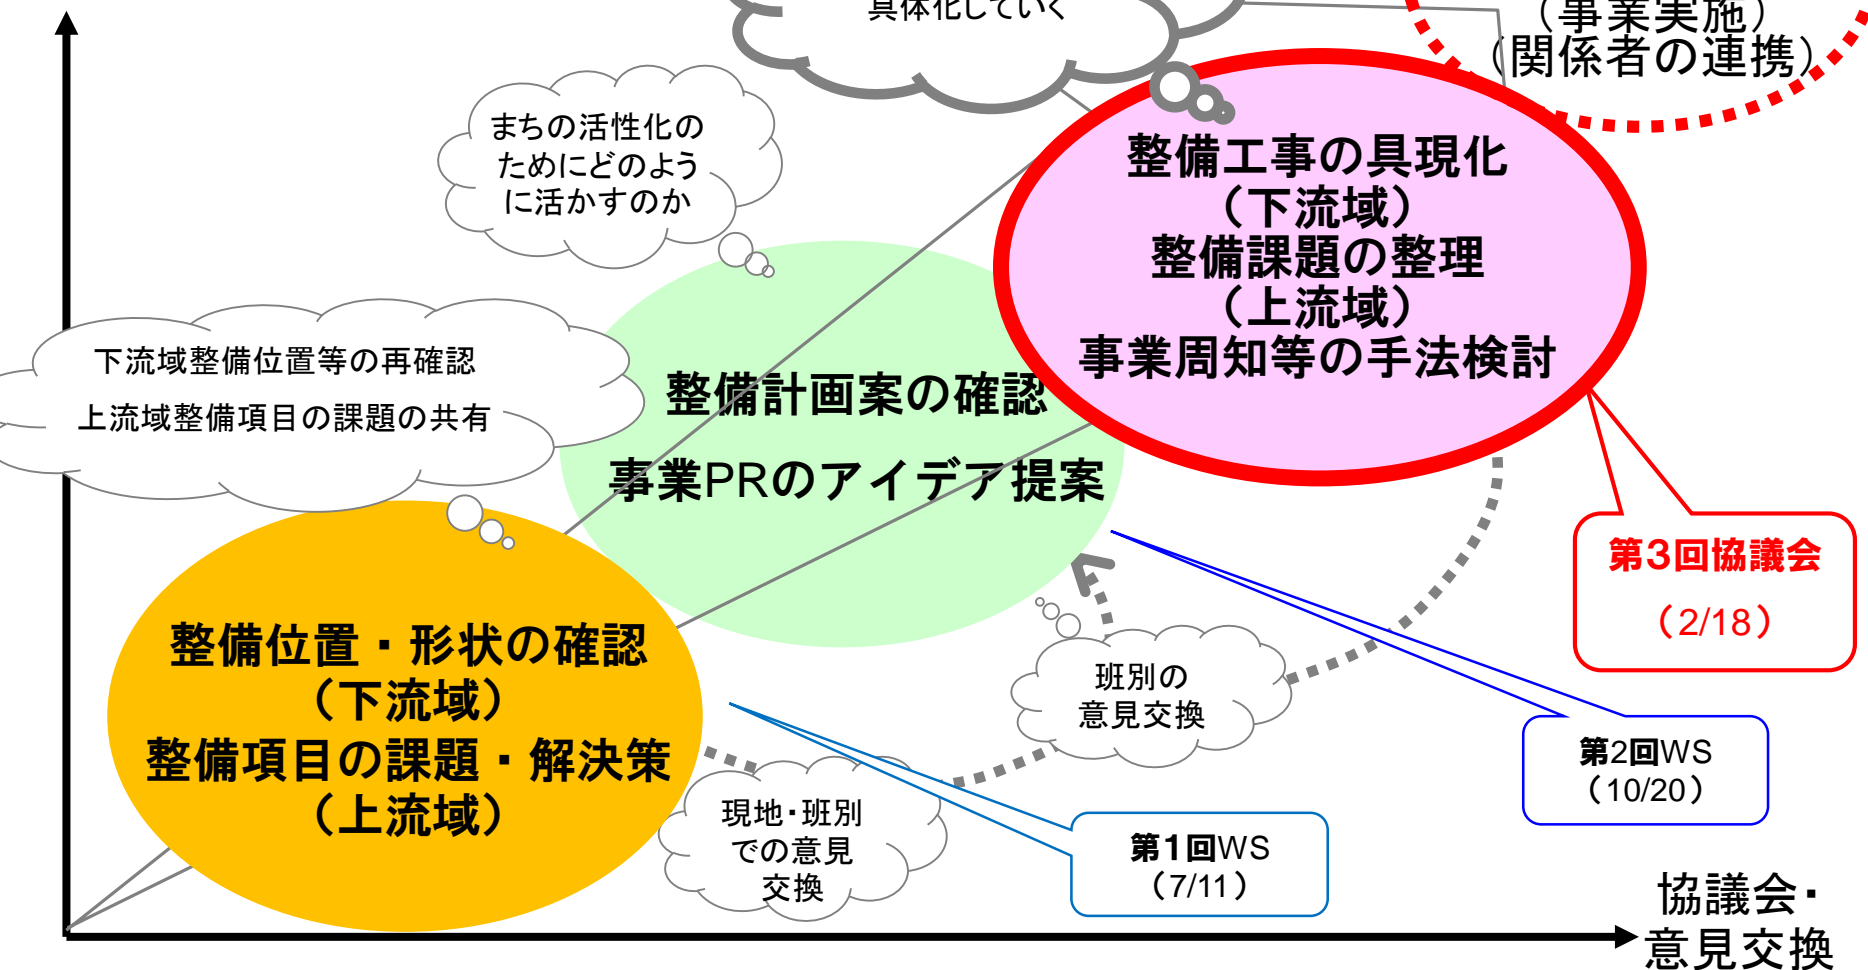 具体化していく
（事業実施）
（関係者の連携）
まちの活性化の
ためにどのよう
に活かすのか
整備工事の具現化
（下流域）
整備課題の整理
（上流域）
事業周知等の手法検討
下流域整備位置等の再確認
上流域整備項目の課題の共有
整備計画案の確認
事業PRのアイデア提案
第3回協議会
（2/18）
整備位置・形状の確認
（下流域）
整備項目の課題・解決策
（上流域）
班別の
意見交換
第2回WS
（10/20）
現地・班別
での意見
交換
第1回WS
（7/11）
協議会・
意見交換